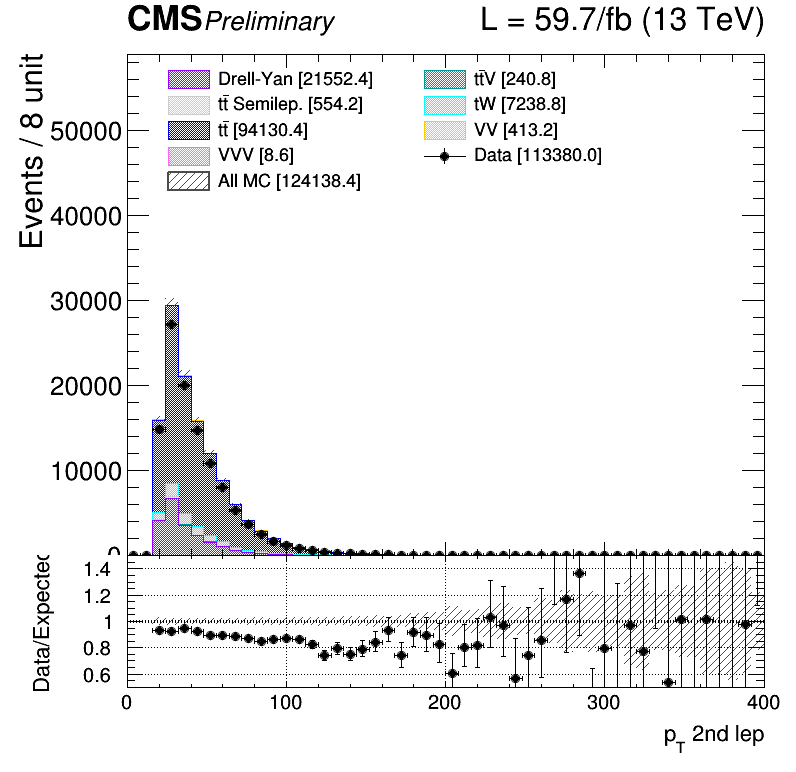 CMS Preliminary L = 59.7/fb (13 TeV)
Events / 8 unit
Drell-Yan [21552.4]
tt̄V [240.8]
tt̄ Semilep. [554.2]
tW [7238.8]
tt̄ [94130.4]
VV [413.2]
VVV [8.6]
Data [113380.0]
All MC [124138.4]
50000
40000
30000
20000
10000
0
Data/Expected
1.4
1.2
1
0.8
0.6
0 100 200 300 400
p_T 2nd lep